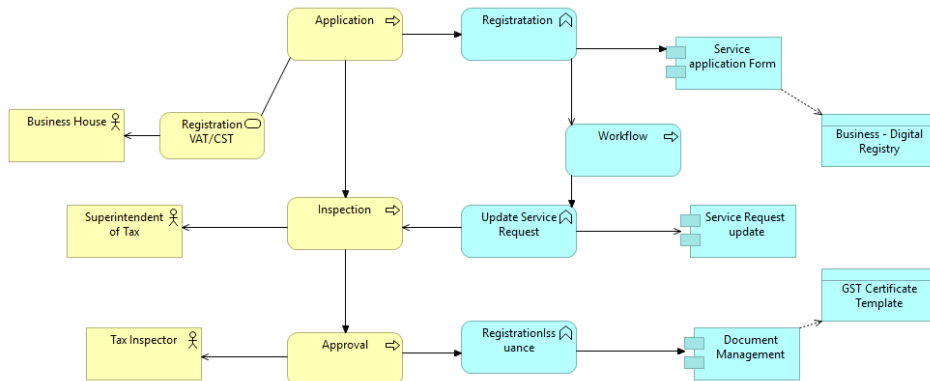 Application
Registratation
Service
application Form
Business House
Registration
VAT/CST
Workflow
Business - Digital
Registry
Superintendent
of Tax
Inspection
Update Service
Request
Service Request
update
GST Certificate
Template
Tax Inspector
Approval
RegistrationIss
uance
Document
Management